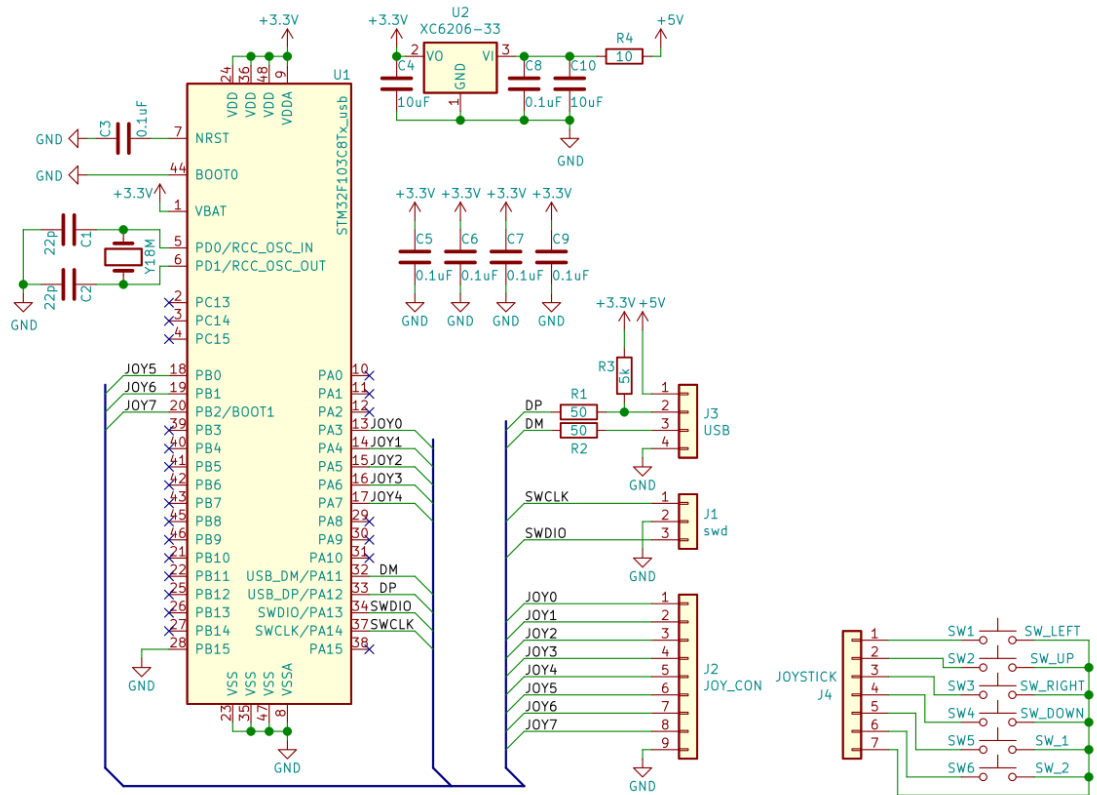 +3.3V
24 36 48 9
VDD VDD VDD VDDA
U1
STM32F103C8Tx_usb
GND C3 0.1uF 7 NRST
GND 44 BOOT0
+3.3V 1 VBAT
22p C1 5 PD0/RCC_OSC_IN
Y18M
22p C2 6 PD1/RCC_OSC_OUT
GND
2 PC13
3 PC14
4 PC15
JOY5 18 PB0
JOY6 19 PB1
JOY7 20 PB2/BOOT1
39 PB3
40 PB4
41 PB5
42 PB6
43 PB7
45 PB8
46 PB9
21 PB10
22 PB11
25 PB12
26 PB13
27 PB14
28 PB15
GND
PA0 10
PA1 11
PA2 12
PA3 13 JOY0
PA4 14 JOY1
PA5 15 JOY2
PA6 16 JOY3
PA7 17 JOY4
PA8 29
PA9 30
PA10 31
USB_DM/PA11 32 DM
USB_DP/PA12 33 DP
SWDIO/PA13 34 SWDIO
SWCLK/PA14 37 SWCLK
PA15 38
VSS VSS VSS VSSA
23 35 47 8
GND
U2
XC6206-33
+3.3V
2 VO VI 3
GND
1
R4
10
+5V
C4
10uF
C8
0.1uF
C10
10uF
GND
+3.3V +3.3V +3.3V +3.3V
C5 C6 C7 C9
0.1uF 0.1uF 0.1uF 0.1uF
GND GND GND GND
+3.3V +5V
R3
5k
DP R1 50
DM 50 R2
1
2
3
4
J3
USB
GND
SWCLK 1
2
SWDIO 3
J1
swd
GND
JOY0 1
JOY1 2
JOY2 3
JOY3 4
JOY4 5
JOY5 6
JOY6 7
JOY7 8
9
J2
JOY_CON
GND
JOYSTICK
J4
1 SW1 SW_LEFT
2 SW2 SW_UP
3 SW3 SW_RIGHT
4 SW4 SW_DOWN
5 SW5 SW_1
6 SW6 SW_2
7